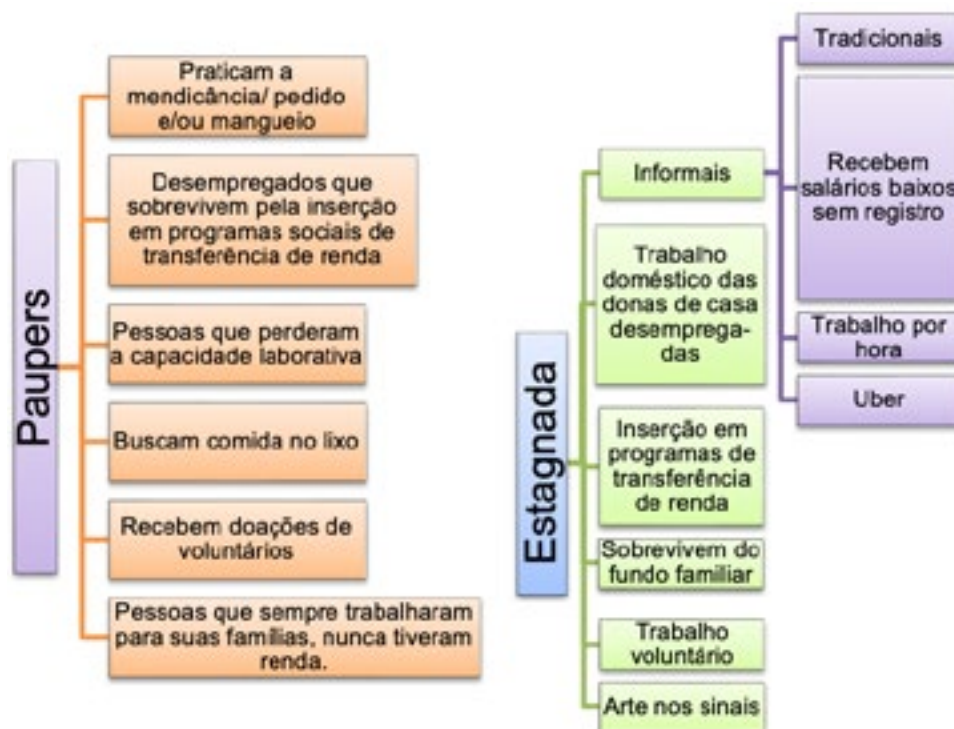 Paupers
Praticam a
mendicância/ pedido
e/ou mangueio
Desempregados que
sobrevivem pela inserção
em programas sociais de
transferência de renda
Pessoas que perderam
a capacidade laborativa
Buscam comida no lixo
Recebem doações de
voluntários
Pessoas que sempre trabalharam
para suas famílias, nunca tiveram
renda.
Estagnada
Informais
Trabalho
doméstico das
donas de casa
desemprega-
das
Inserção em
programas de
transferência
de renda
Sobrevivem do
fundo familiar
Trabalho
voluntário
Arte nos sinais
Tradicionais
Recebem
salários baixos
sem registro
Trabalho por
hora
Uber